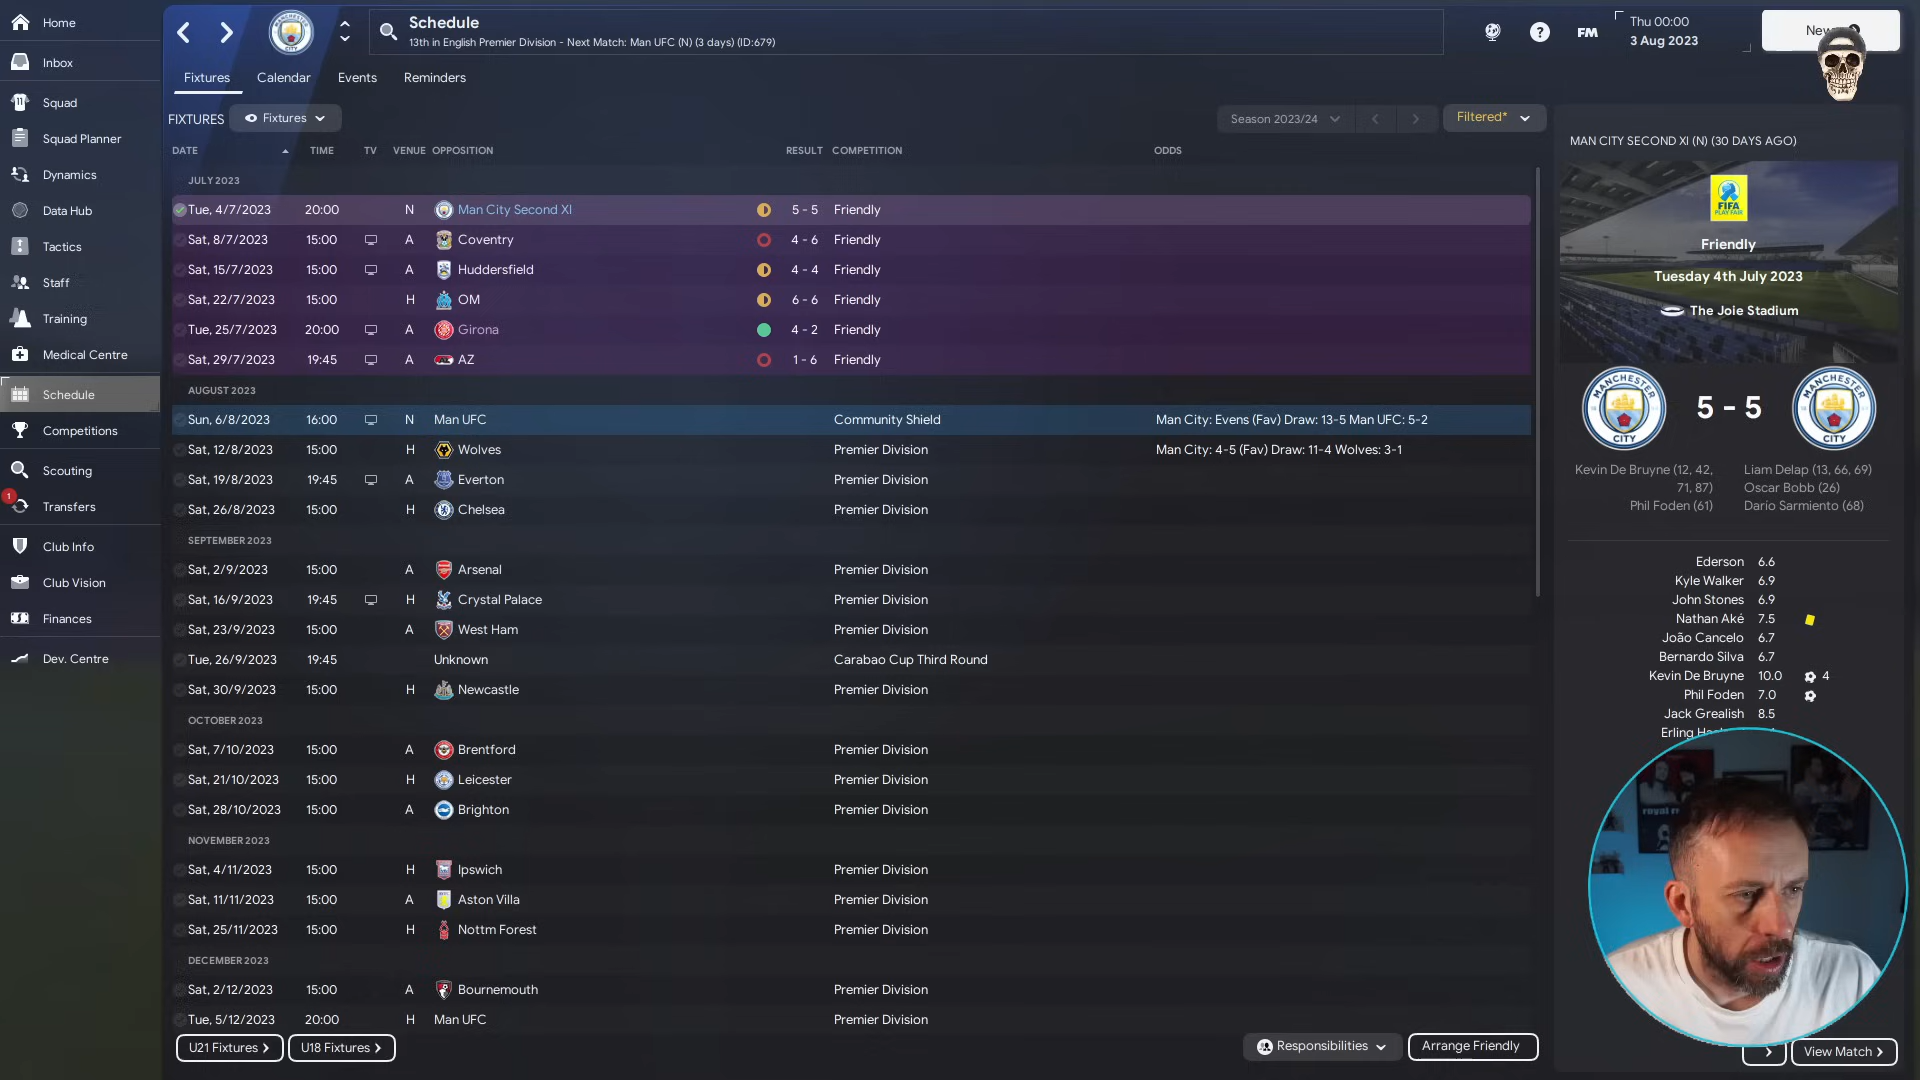 Home
Inbox
Squad
Squad Planner
Dynamics
Data Hub
Tactics
Staff
Training
Medical Centre
Schedule
Competitions
Scouting
1
Transfers
Club Info
Club Vision
Finances
Dev. Centre
MANCHESTER
CITY
Schedule
13th in English Premier Division - Next Match: Man UFC (N) (3 days) (ID:679)
FM
Thu 00:00
3 Aug 2023
Fixtures Calendar Events Reminders
FIXTURES Fixtures Season 2023/24 Filtered*
DATE TIME TV VENUE OPPOSITION RESULT COMPETITION ODDS
JULY 2023
Tue, 4/7/2023 20:00 N Man City Second XI 5 - 5 Friendly
Sat, 8/7/2023 15:00 A Coventry 4 - 6 Friendly
Sat, 15/7/2023 15:00 A Huddersfield 4 - 4 Friendly
Sat, 22/7/2023 15:00 H OM 6 - 6 Friendly
Tue, 25/7/2023 20:00 A Girona 4 - 2 Friendly
Sat, 29/7/2023 19:45 A AZ 1 - 6 Friendly
AUGUST 2023
Sun, 6/8/2023 16:00 N Man UFC Community Shield Man City: Evens (Fav) Draw: 13-5 Man UFC: 5-2
Sat, 12/8/2023 15:00 H Wolves Premier Division Man City: 4-5 (Fav) Draw: 11-4 Wolves: 3-1
Sat, 19/8/2023 19:45 A Everton Premier Division
Sat, 26/8/2023 15:00 H Chelsea Premier Division
SEPTEMBER 2023
Sat, 2/9/2023 15:00 A Arsenal Premier Division
Sat, 16/9/2023 19:45 H Crystal Palace Premier Division
Sat, 23/9/2023 15:00 A West Ham Premier Division
Tue, 26/9/2023 19:45 Unknown Carabao Cup Third Round
Sat, 30/9/2023 15:00 H Newcastle Premier Division
OCTOBER 2023
Sat, 7/10/2023 15:00 A Brentford Premier Division
Sat, 21/10/2023 15:00 H Leicester Premier Division
Sat, 28/10/2023 15:00 A Brighton Premier Division
NOVEMBER 2023
Sat, 4/11/2023 15:00 H Ipswich Premier Division
Sat, 11/11/2023 15:00 A Aston Villa Premier Division
Sat, 25/11/2023 15:00 H Nottm Forest Premier Division
DECEMBER 2023
Sat, 2/12/2023 15:00 A Bournemouth Premier Division
Tue, 5/12/2023 20:00 H Man UFC Premier Division
U21 Fixtures U18 Fixtures Responsibilities Arrange Friendly
MAN CITY SECOND XI (N) (30 DAYS AGO)
FIFA
PLAY FAIR
Friendly
Tuesday 4th July 2023
The Joie Stadium
MANCHESTER CITY 5 - 5 MANCHESTER CITY
Kevin De Bruyne (12, 42, Liam Delap (13, 66, 69)
71, 87) Oscar Bobb (26)
Phil Foden (61) Darío Sarmiento (68)
Ederson 6.6
Kyle Walker 6.9
John Stones 6.9
Nathan Aké 7.5
João Cancelo 6.7
Bernardo Silva 6.7
Kevin De Bruyne 10.0 4
Phil Foden 7.0
Jack Grealish 8.5
Erling
View Match